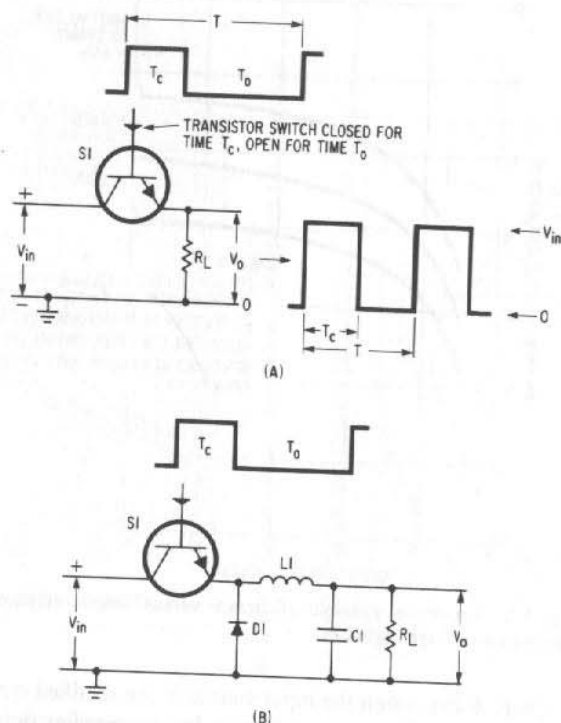 T
Tc
To
TRANSISTOR SWITCH CLOSED FOR
TIME Tc, OPEN FOR TIME To
S1
+
Vin
−
RL
Vo
0
Vin
0
Tc
T
(A)
Tc
To
S1
+
Vin
−
L1
D1
C1
RL
Vo
(B)